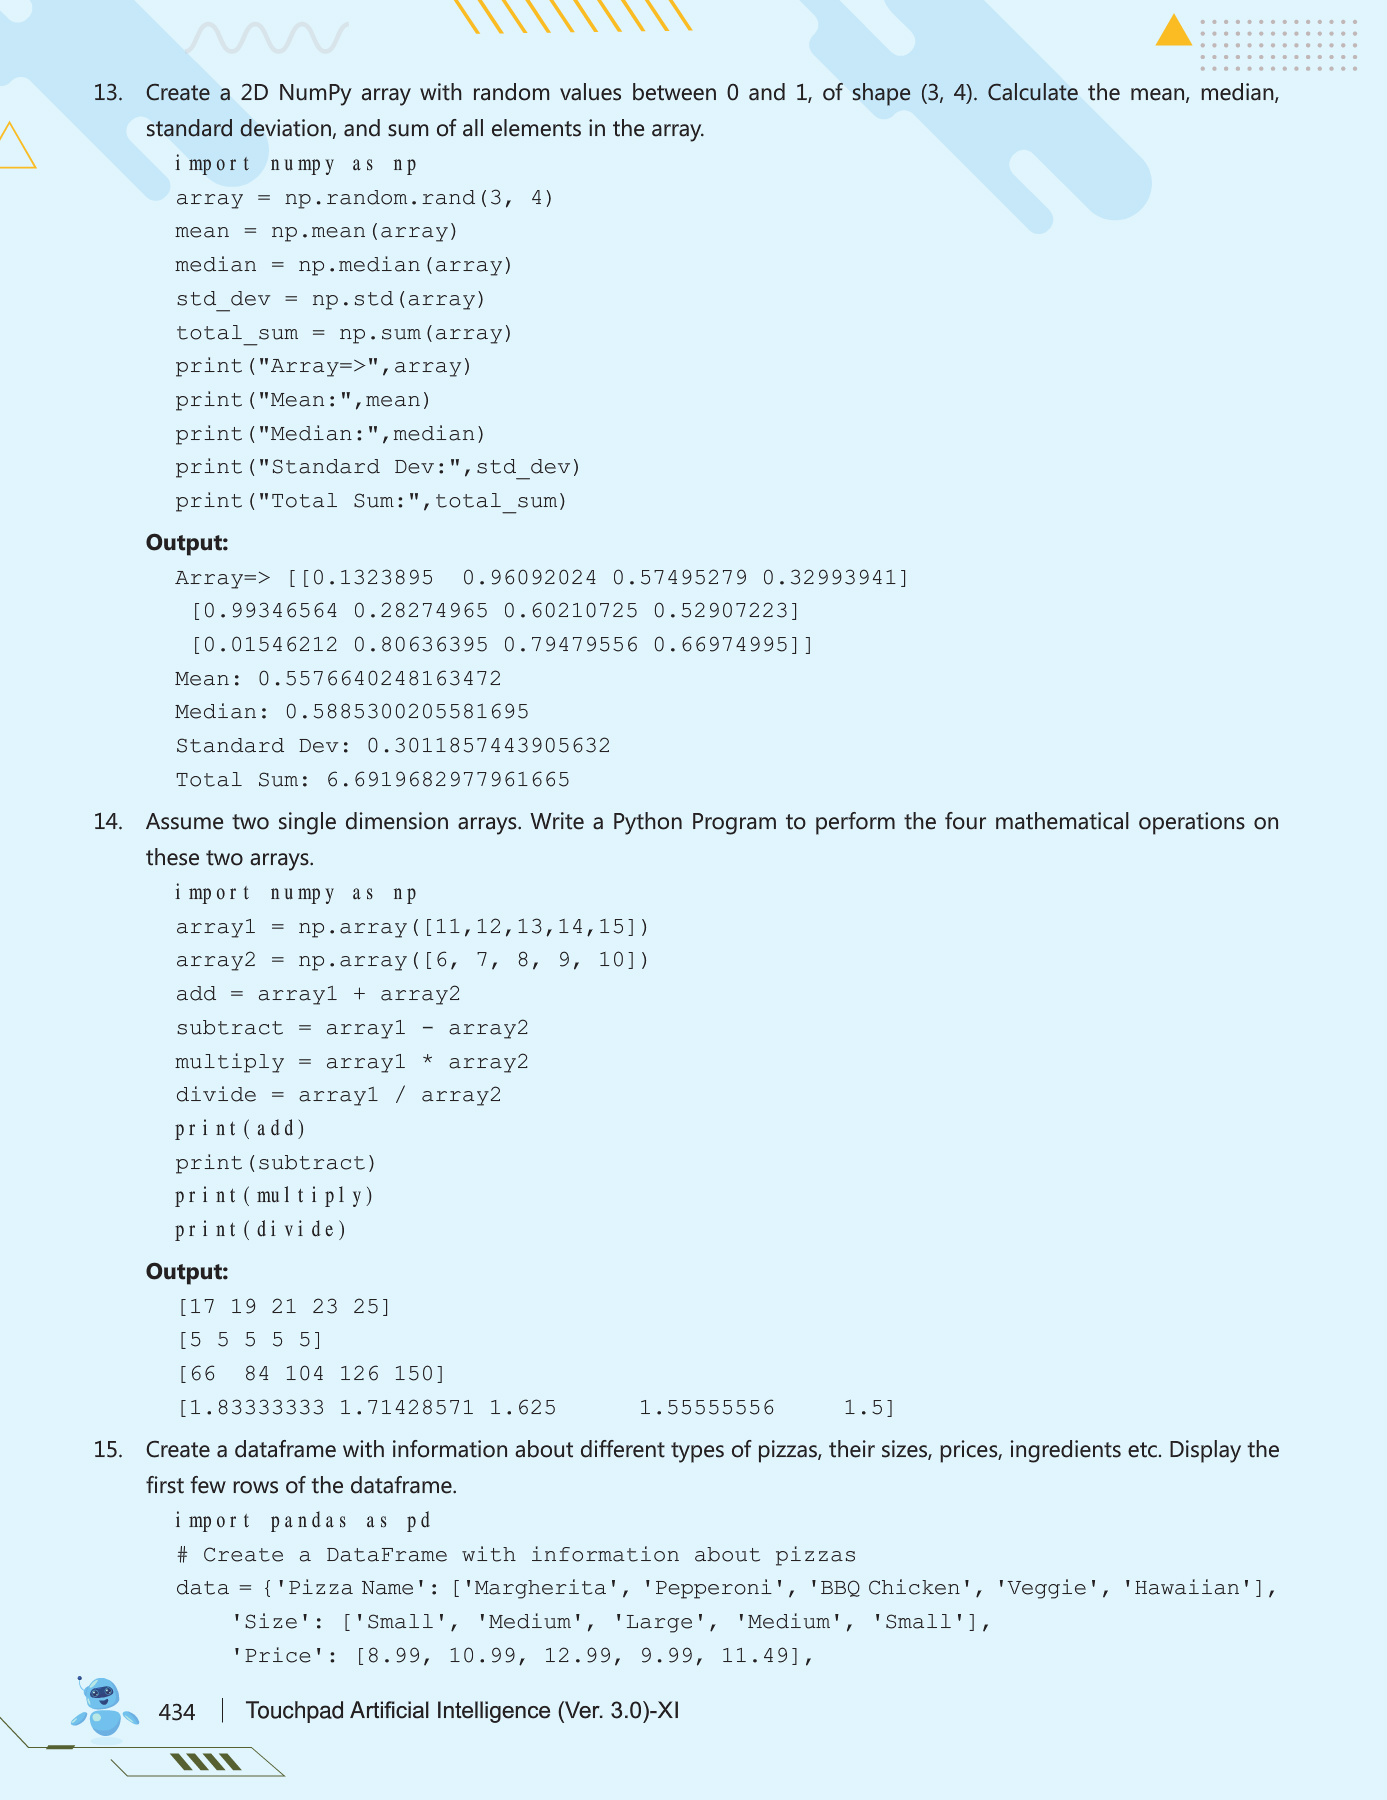 13. Create a 2D NumPy array with random values between 0 and 1, of shape (3, 4). Calculate the mean, median,
standard deviation, and sum of all elements in the array.
import numpy as np
array = np.random.rand(3, 4)
mean = np.mean(array)
median = np.median(array)
std_dev = np.std(array)
total_sum = np.sum(array)
print("Array=>",array)
print("Mean:",mean)
print("Median:",median)
print("Standard Dev:",std_dev)
print("Total Sum:",total_sum)
Output:
Array=> [[0.1323895  0.96092024 0.57495279 0.32993941]
[0.99346564 0.28274965 0.60210725 0.52907223]
[0.01546212 0.80636395 0.79479556 0.66974995]]
Mean: 0.5576640248163472
Median: 0.5885300205581695
Standard Dev: 0.3011857443905632
Total Sum: 6.6919682977961665
14. Assume two single dimension arrays. Write a Python Program to perform the four mathematical operations on
these two arrays.
import numpy as np
array1 = np.array([11,12,13,14,15])
array2 = np.array([6, 7, 8, 9, 10])
add = array1 + array2
subtract = array1 - array2
multiply = array1 * array2
divide = array1 / array2
print(add)
print(subtract)
print(multiply)
print(divide)
Output:
[17 19 21 23 25]
[5 5 5 5 5]
[66  84 104 126 150]
[1.83333333 1.71428571 1.625      1.55555556     1.5]
15. Create a dataframe with information about different types of pizzas, their sizes, prices, ingredients etc. Display the
first few rows of the dataframe.
import pandas as pd
# Create a DataFrame with information about pizzas
data = {'Pizza Name': ['Margherita', 'Pepperoni', 'BBQ Chicken', 'Veggie', 'Hawaiian'],
'Size': ['Small', 'Medium', 'Large', 'Medium', 'Small'],
'Price': [8.99, 10.99, 12.99, 9.99, 11.49],
434 | Touchpad Artificial Intelligence (Ver. 3.0)-XI